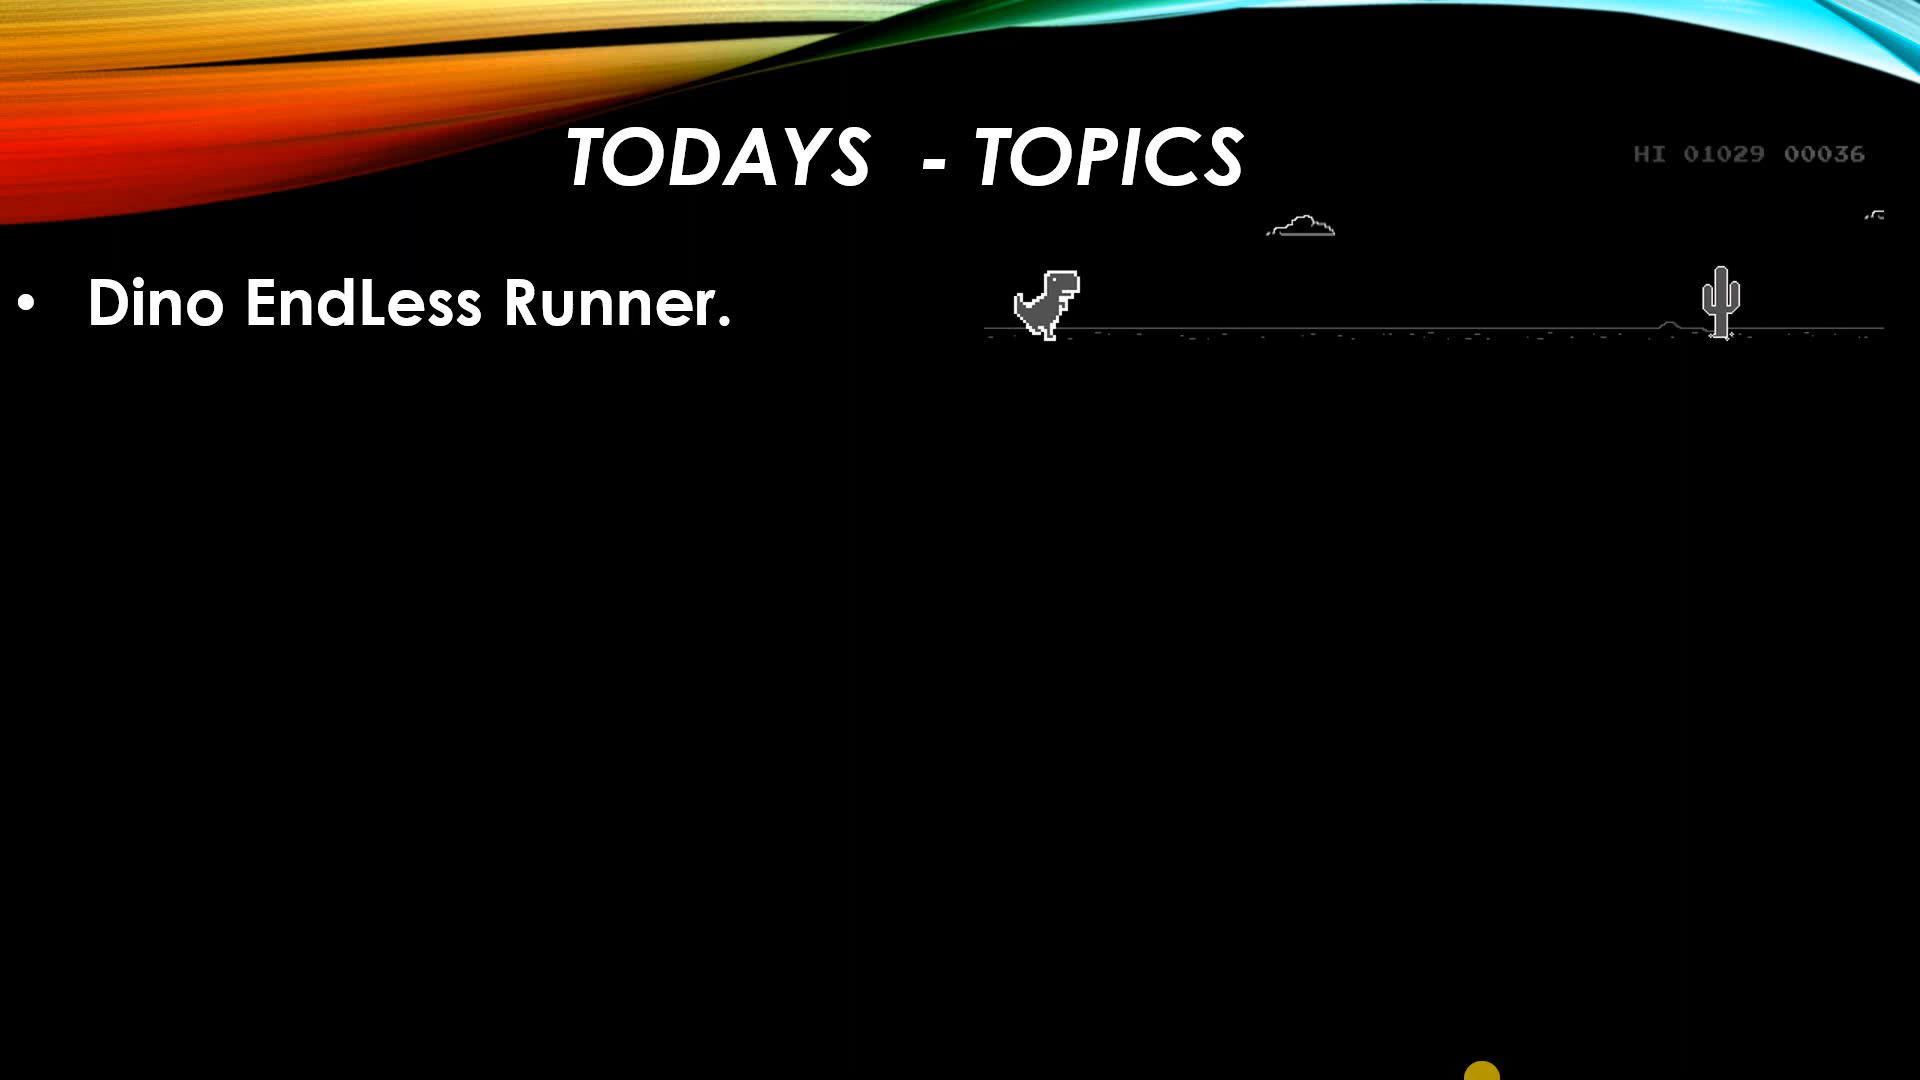 TODAYS - TOPICS
HI 01029 00036
• Dino EndLess Runner.